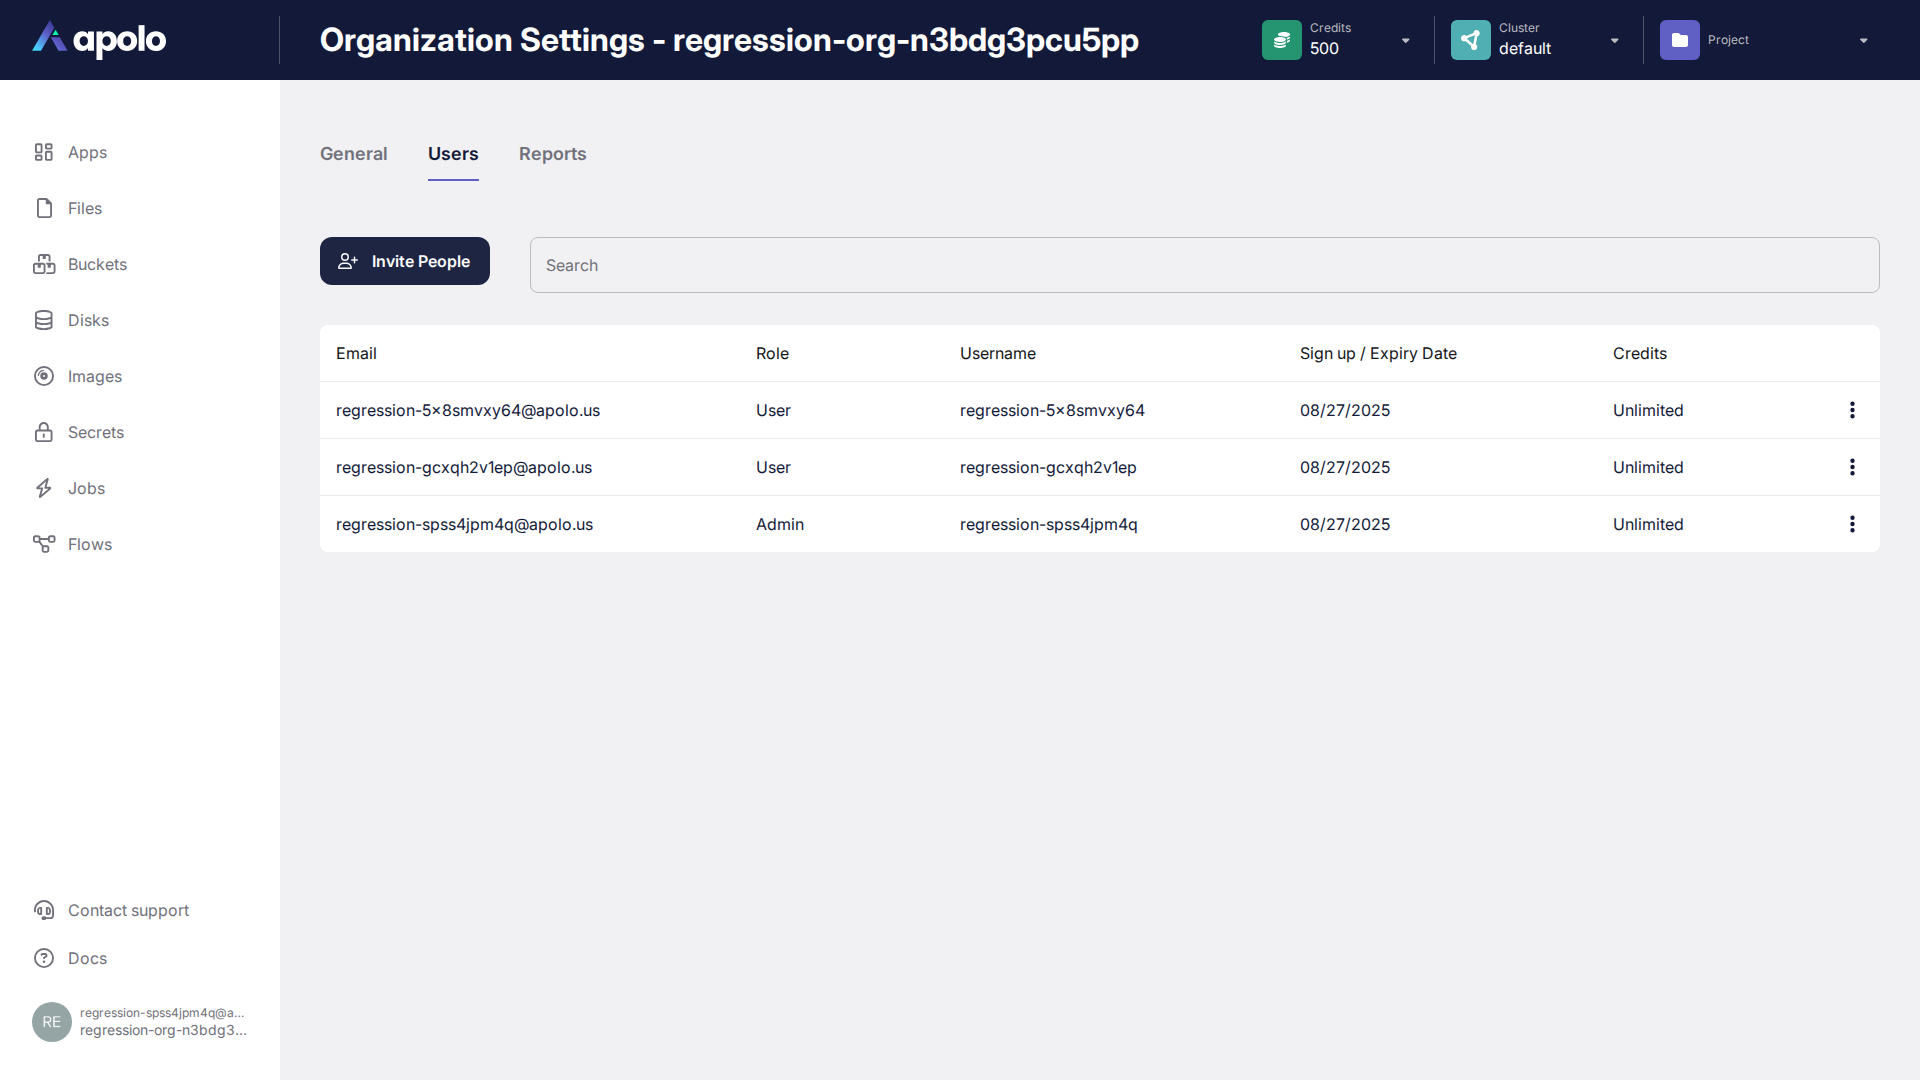 apolo
Organization Settings - regression-org-n3bdg3pcu5pp
Credits
500
Cluster
default
Project
Apps
Files
Buckets
Disks
Images
Secrets
Jobs
Flows
Contact support
Docs
RE
regression-spss4jpm4q@a...
regression-org-n3bdg3...
General Users Reports
Invite People
Search
Email Role Username Sign up / Expiry Date Credits
regression-5x8smvxy64@apolo.us User regression-5x8smvxy64 08/27/2025 Unlimited
regression-gcxqh2v1ep@apolo.us User regression-gcxqh2v1ep 08/27/2025 Unlimited
regression-spss4jpm4q@apolo.us Admin regression-spss4jpm4q 08/27/2025 Unlimited